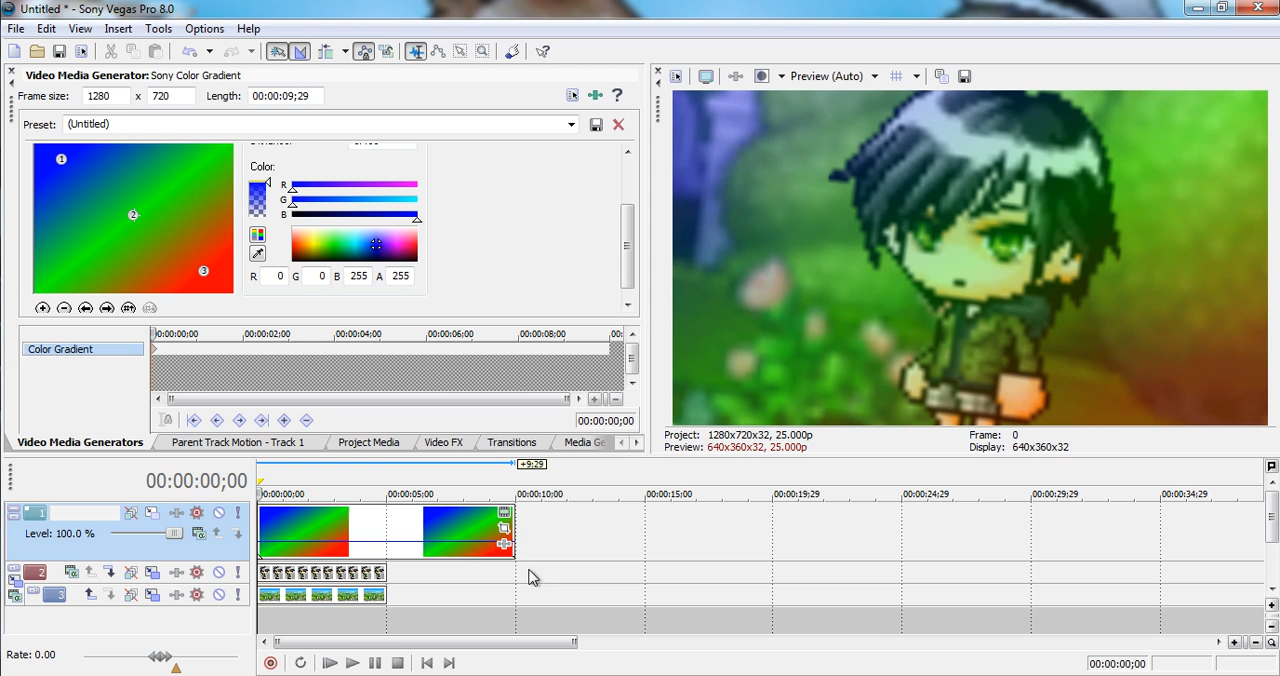 Untitled * - Sony Vegas Pro 8.0
File Edit View Insert Tools Options Help
Video Media Generator: Sony Color Gradient
Frame size: 1280 x 720 Length: 00:00:09;29
Preview (Auto)
Preset: (Untitled)
1
2
3
Color:
R
G
B
R 0 G 0 B 255 A 255
00:00:00;00 00:00:02;00 00:00:04;00 00:00:06;00 00:00:08;00 00:
Color Gradient
00:00:00;00
Video Media Generators Parent Track Motion - Track 1 Project Media Video FX Transitions Media Ge
Project: 1280x720x32, 25.000p Frame: 0
Preview: 640x360x32, 25.000p Display: 640x360x32
+9:29
00:00:00;00
00:00:00;00 00:00:05;00 00:00:10;00 00:00:15;00 00:00:19;29 00:00:24;29 00:00:29;29 00:00:34;29
1
Level: 100.0 %
2
3
Rate: 0.00
00:00:00;00